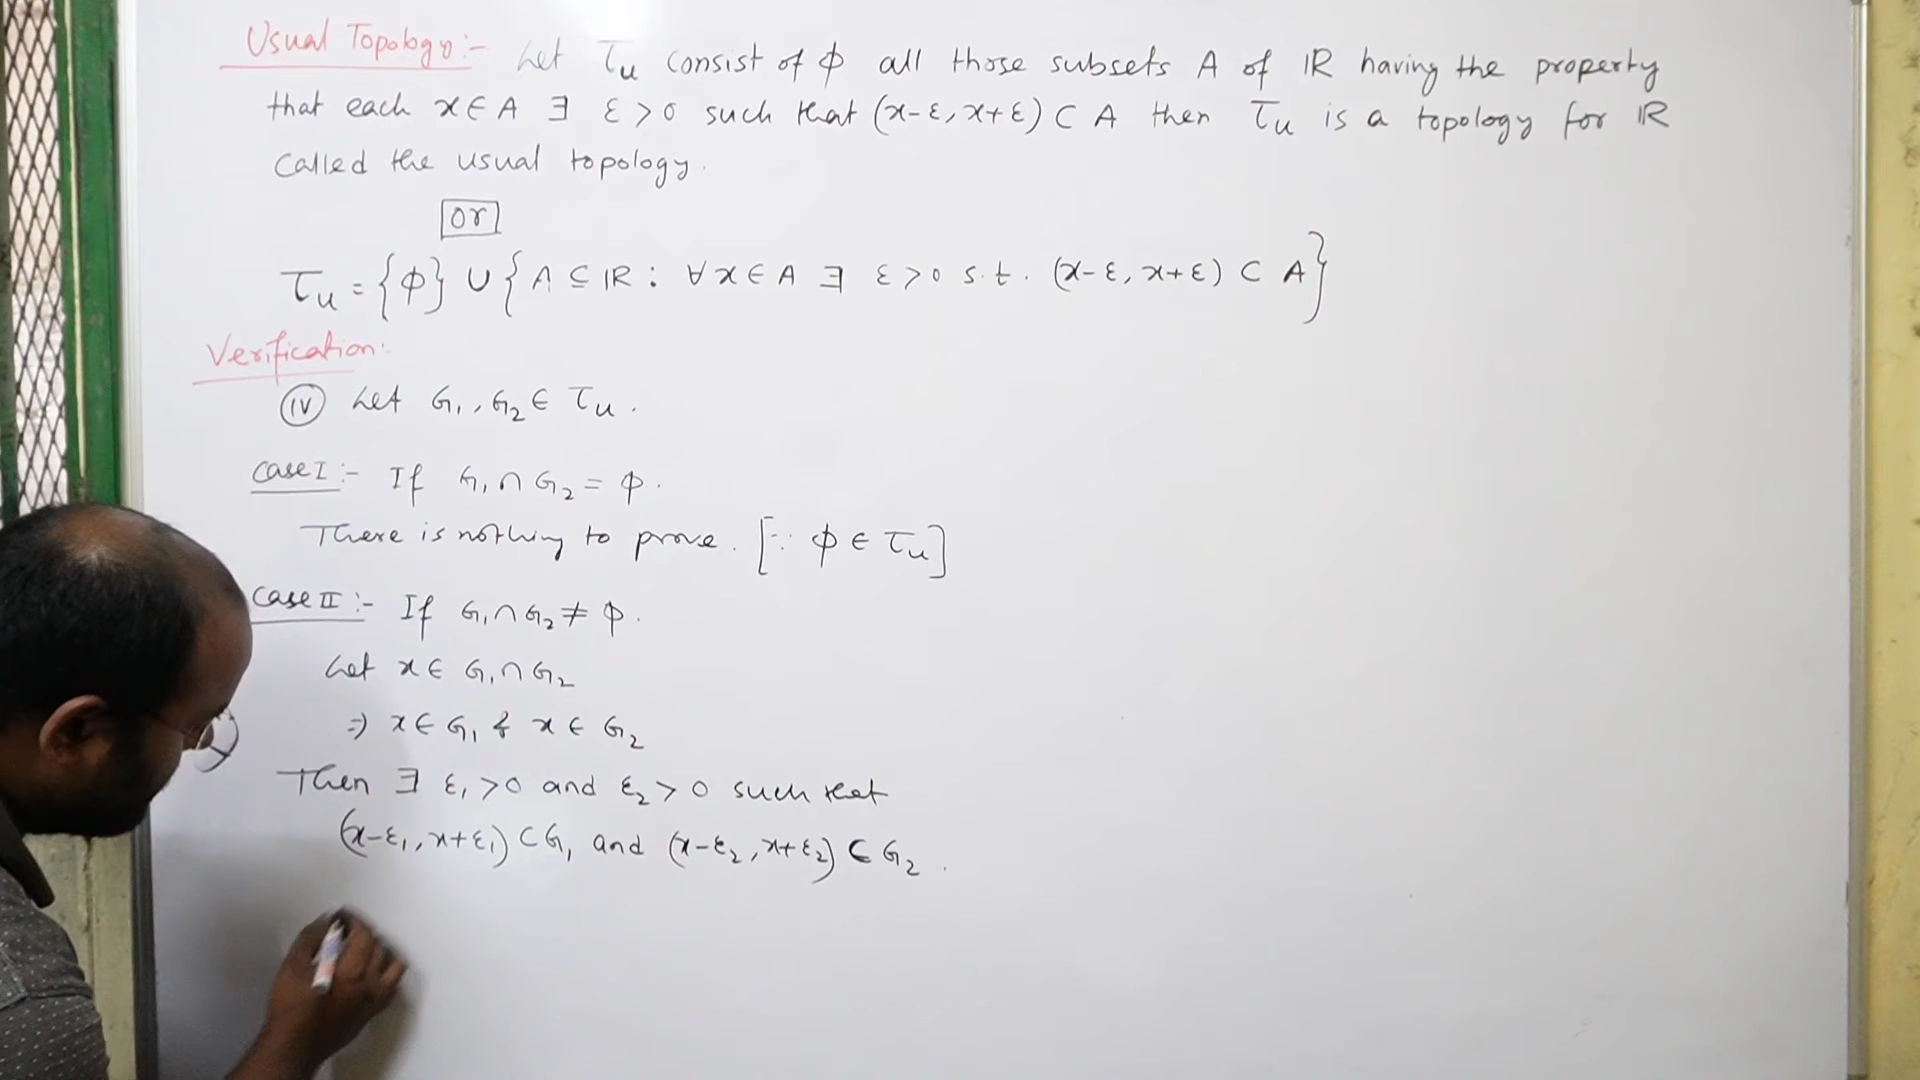 Usual Topology:- Let τu consist of ϕ all those subsets A of ℝ having the property
that each x∈A ∃ ε>0 such that (x-ε, x+ε) ⊂ A then τu is a topology for ℝ
called the usual topology.
or
τu = {ϕ} ∪ {A ⊆ ℝ : ∀ x∈A ∃ ε>0 s.t. (x-ε, x+ε) ⊂ A}
Verification:
(iv) Let G₁, G₂ ∈ τu.
Case I :- If G₁∩G₂ = ϕ.
There is nothing to prove. [∵ ϕ ∈ τu]
Case II :- If G₁∩G₂ ≠ ϕ.
Let x∈ G₁∩G₂
⇒ x∈G₁ & x∈G₂
Then ∃ ε₁>0 and ε₂>0 such that
(x-ε₁, x+ε₁) ⊂ G₁ and (x-ε₂, x+ε₂) ⊂ G₂.